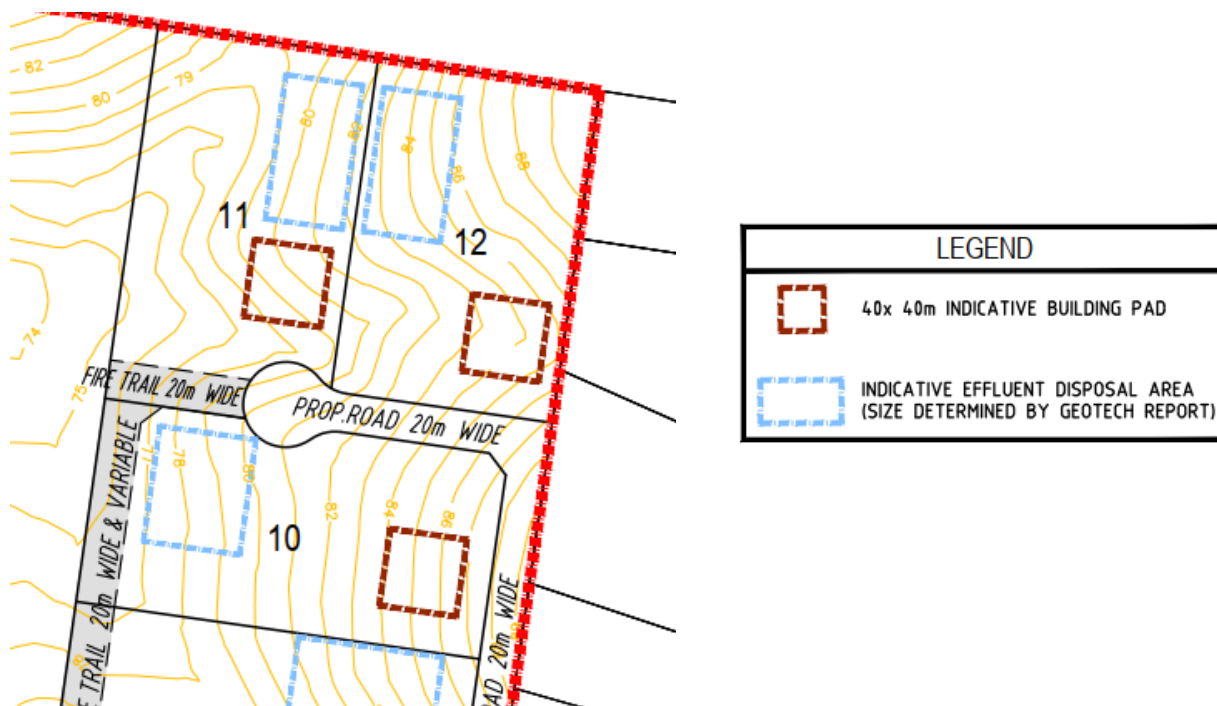 82
80
79
80
82
84
86
88
11
12
74
75
FIRE TRAIL 20m WIDE
PROP.ROAD 20m WIDE
77
78
80
82
84
86
10
TRAIL 20m WIDE & VARIABLE
20m WIDE
LEGEND
40x 40m INDICATIVE BUILDING PAD
INDICATIVE EFFLUENT DISPOSAL AREA
(SIZE DETERMINED BY GEOTECH REPORT)